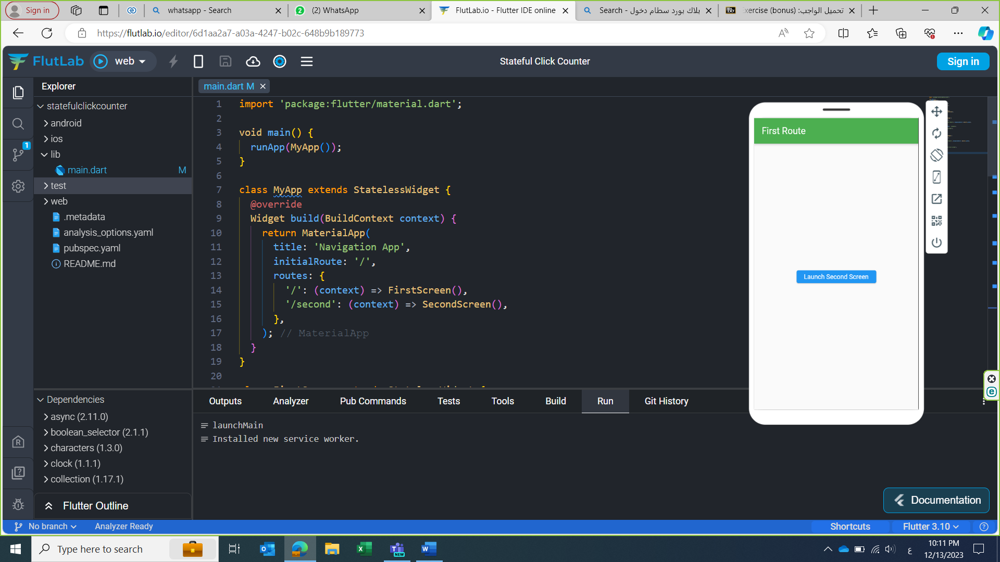 Sign in
whatsapp - Search
(2) WhatsApp
FlutLab.io - Flutter IDE online
Search - بلاك بورد سطام دخول
تحميل الواجب: Exercise (bonus)
https://flutlab.io/editor/6d1aa2a7-a03a-4247-b02c-648b9b189773
FlutLab
web
Stateful Click Counter
Sign in
Explorer
statefulclickcounter
android
ios
lib
main.dart M
test
web
.metadata
analysis_options.yaml
pubspec.yaml
README.md
1
main.dart M
1 import 'package:flutter/material.dart';
2
3 void main() {
4 runApp(MyApp());
5 }
6
7 class MyApp extends StatelessWidget {
8 @override
9 Widget build(BuildContext context) {
10 return MaterialApp(
11 title: 'Navigation App',
12 initialRoute: '/',
13 routes: {
14 '/': (context) => FirstScreen(),
15 '/second': (context) => SecondScreen(),
16 },
17 ); // MaterialApp
18 }
19 }
20
First Route
Launch Second Screen
Dependencies
async (2.11.0)
boolean_selector (2.1.1)
characters (1.3.0)
clock (1.1.1)
collection (1.17.1)
Flutter Outline
Outputs
Analyzer
Pub Commands
Tests
Tools
Build
Run
Git History
launchMain
Installed new service worker.
Documentation
No branch
Analyzer Ready
Shortcuts
Flutter 3.10
Type here to search
NEW
ع
10:11 PM
12/13/2023